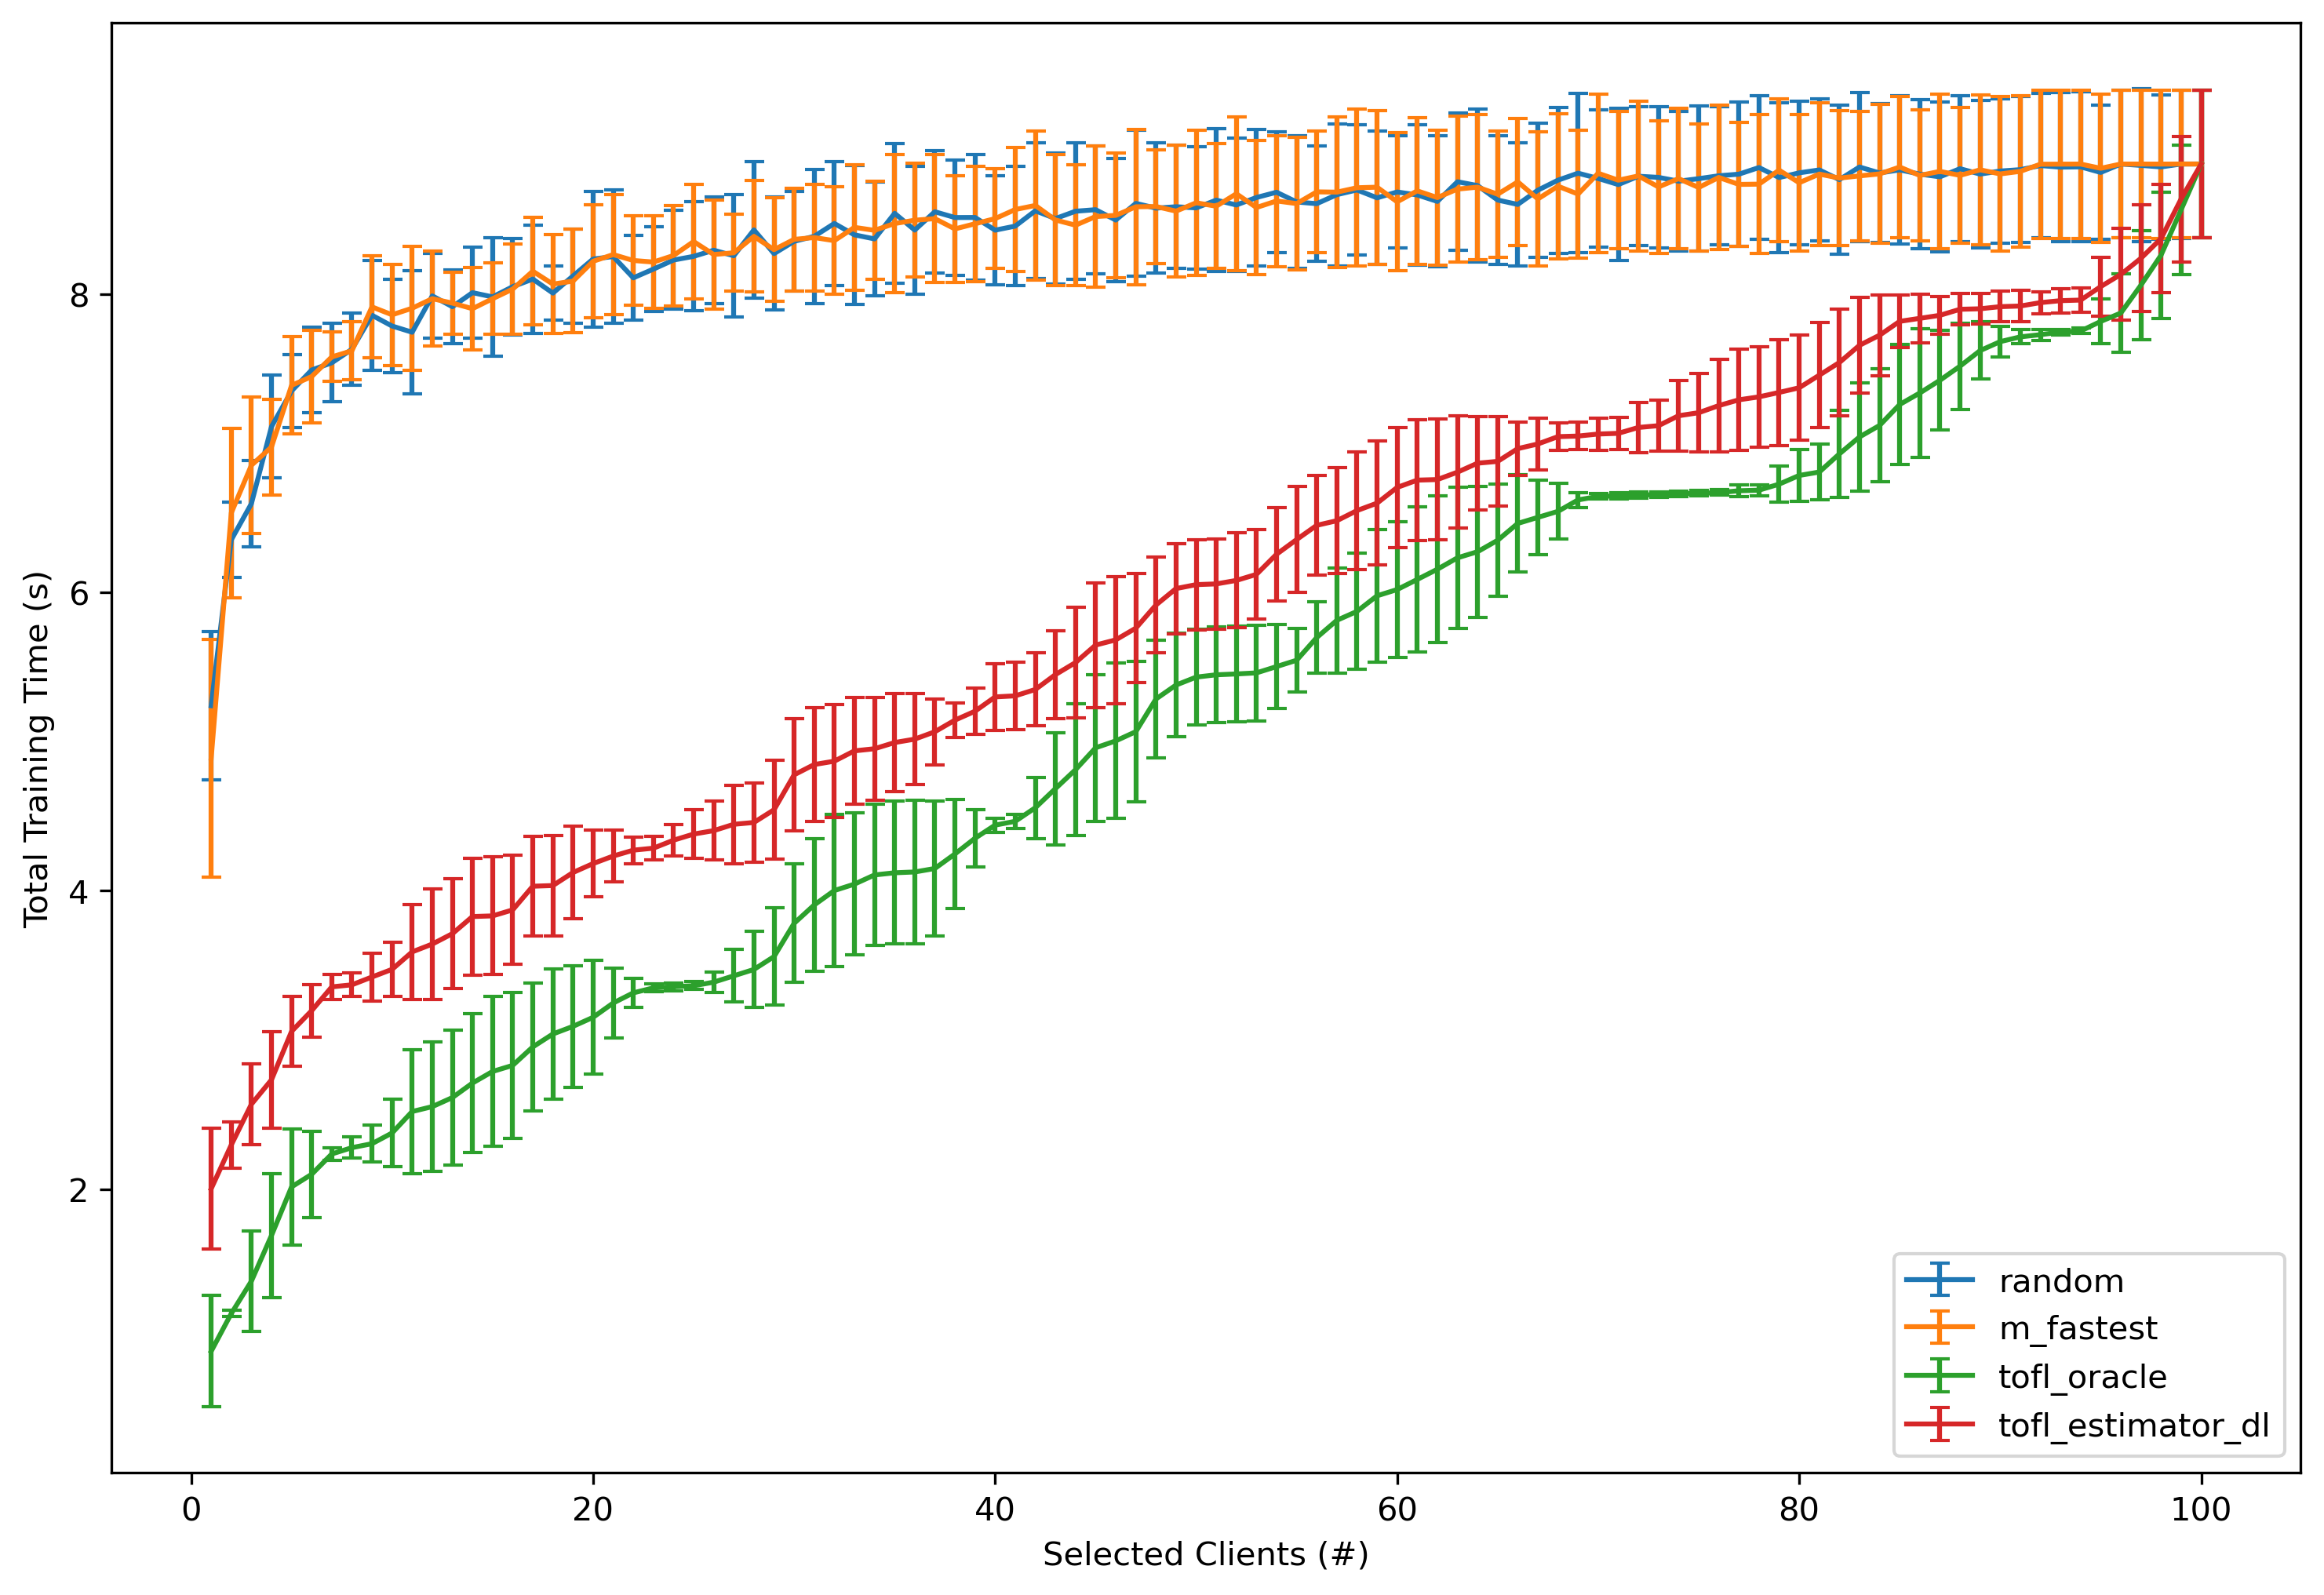 Total Training Time (s)
8
6
4
2
0
20
40
60
80
100
Selected Clients (#)
random
m_fastest
tofl_oracle
tofl_estimator_dl